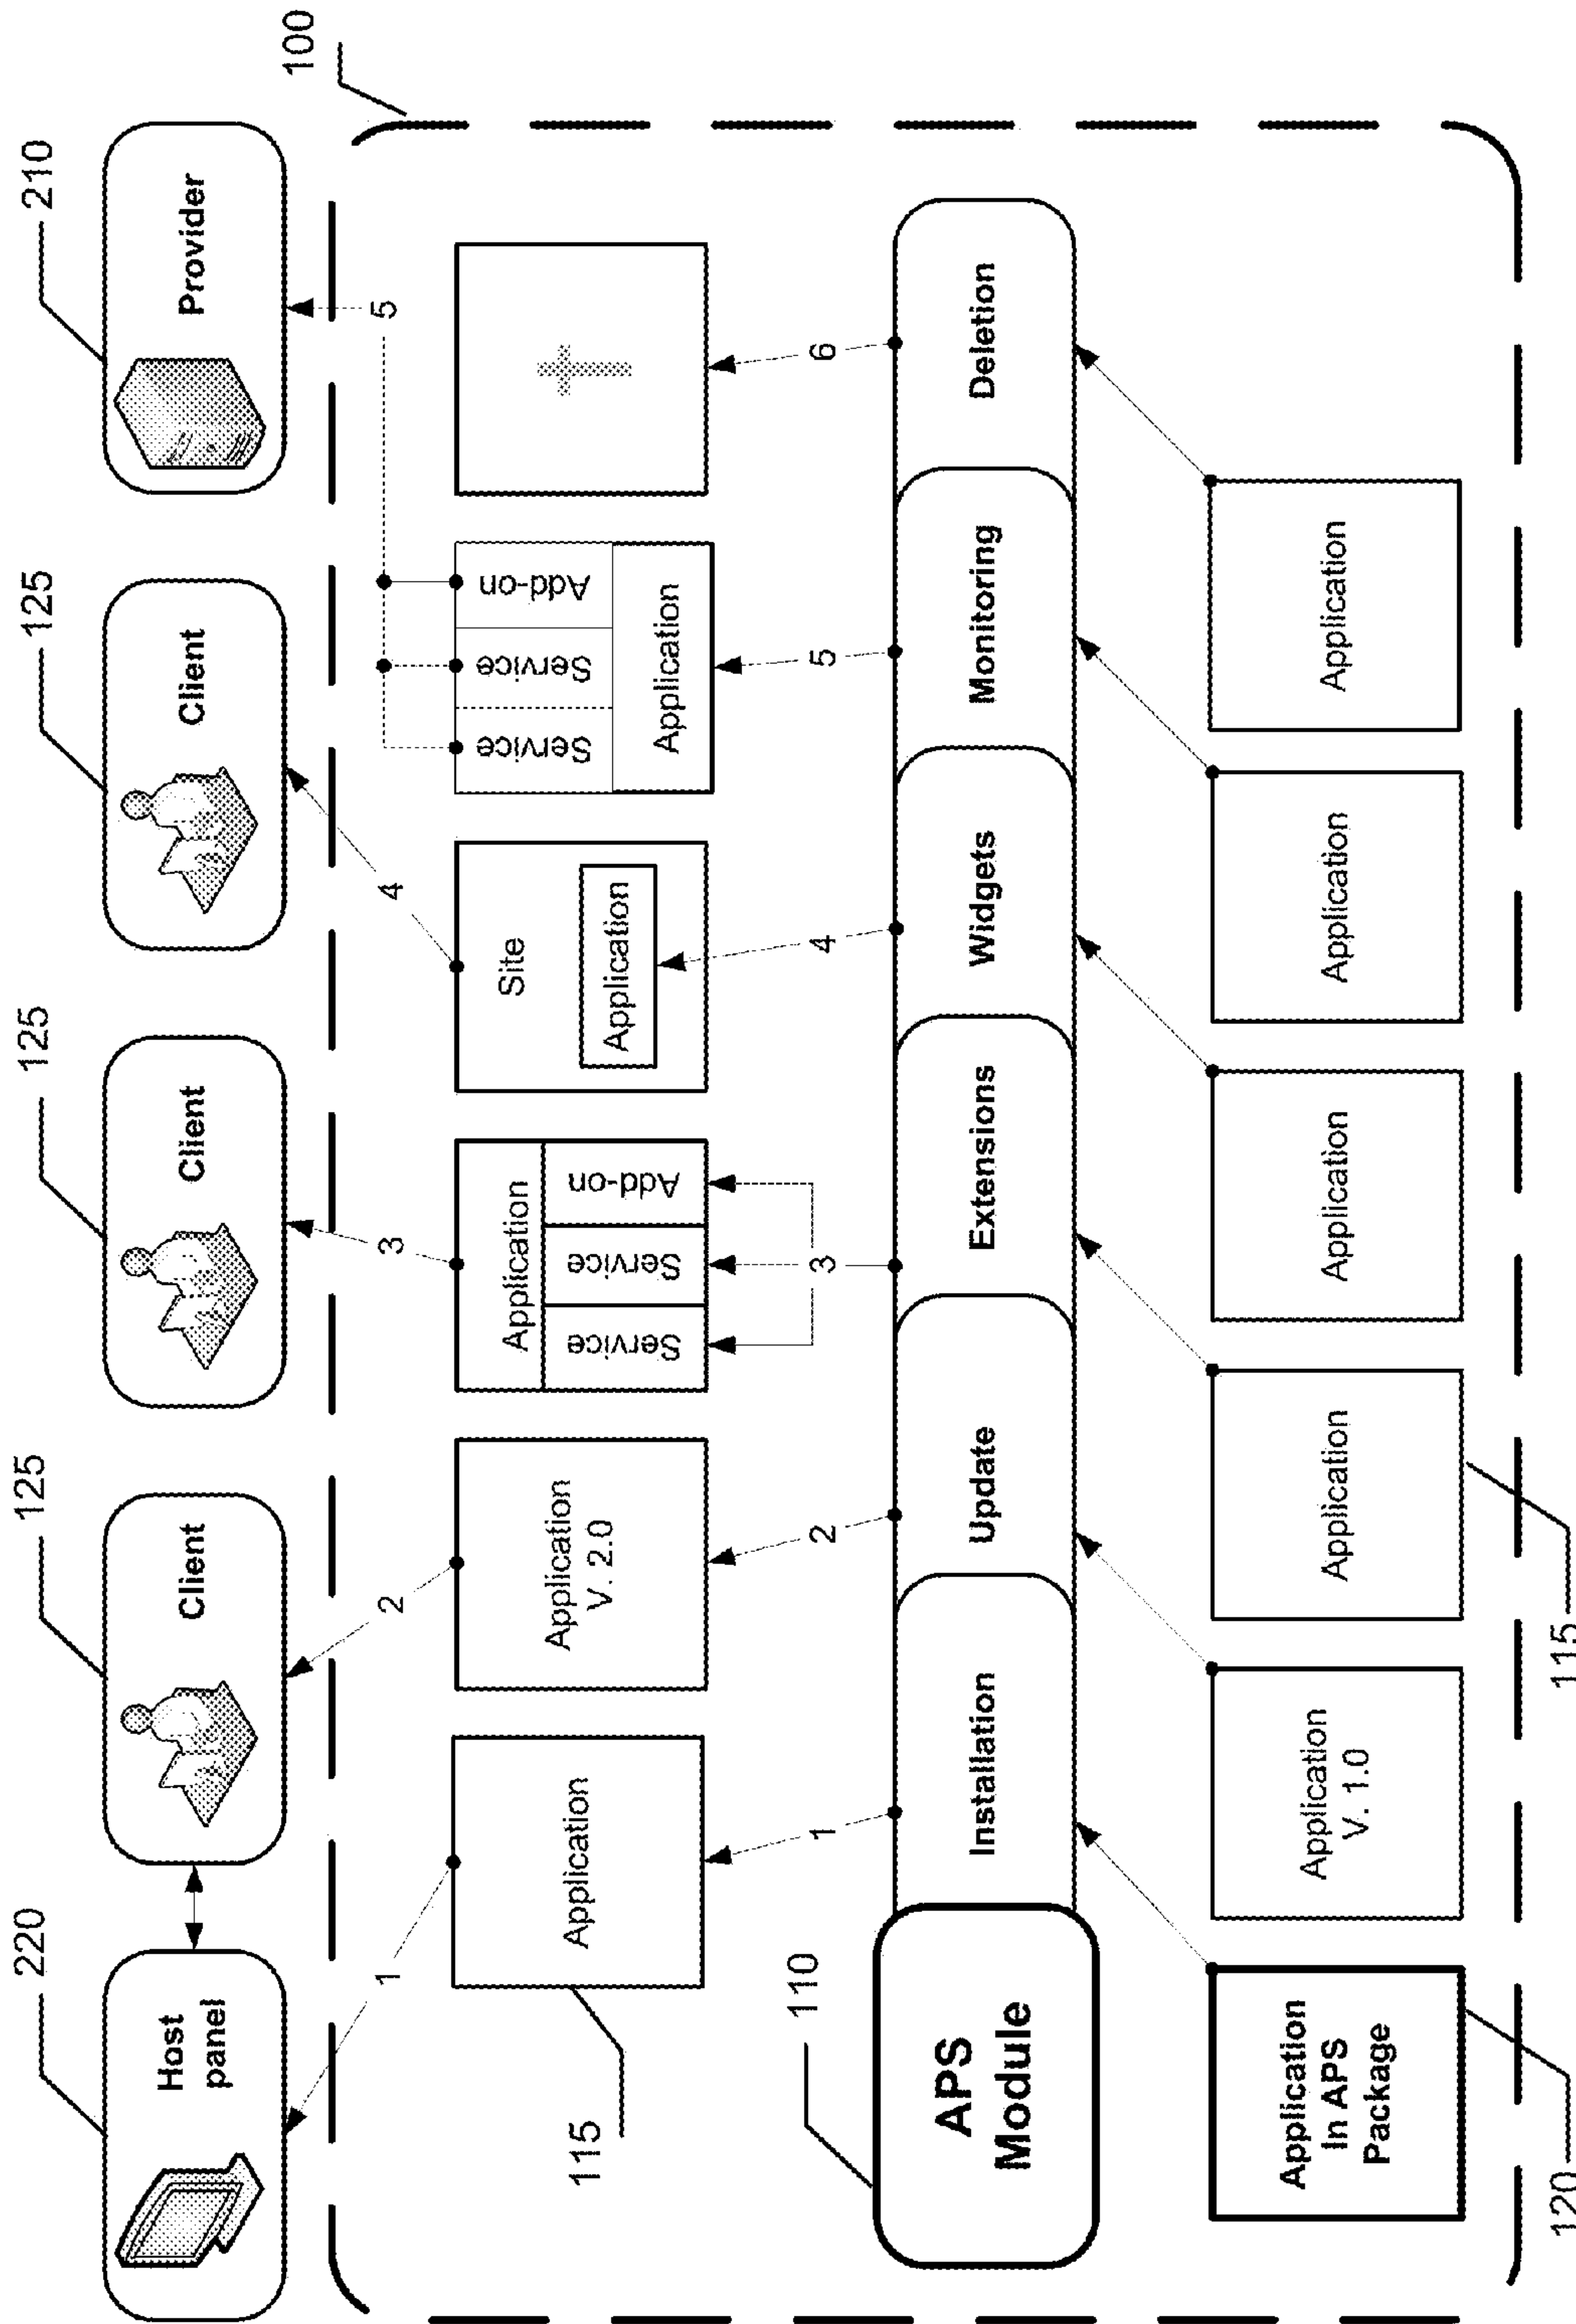 220
125
125
125
210
100
Host
panel
Client
Client
Client
Provider
1
2
3
4
5
115
Application
Application
V. 2.0
Application
Service
Service
Add-on
Site
Application
Service
Service
Add-on
Application
1
2
3
4
5
6
110
APS
Module
Installation
Update
Extensions
Widgets
Monitoring
Deletion
Application
In APS
Package
Application
V. 1.0
Application
Application
Application
Application
120
115